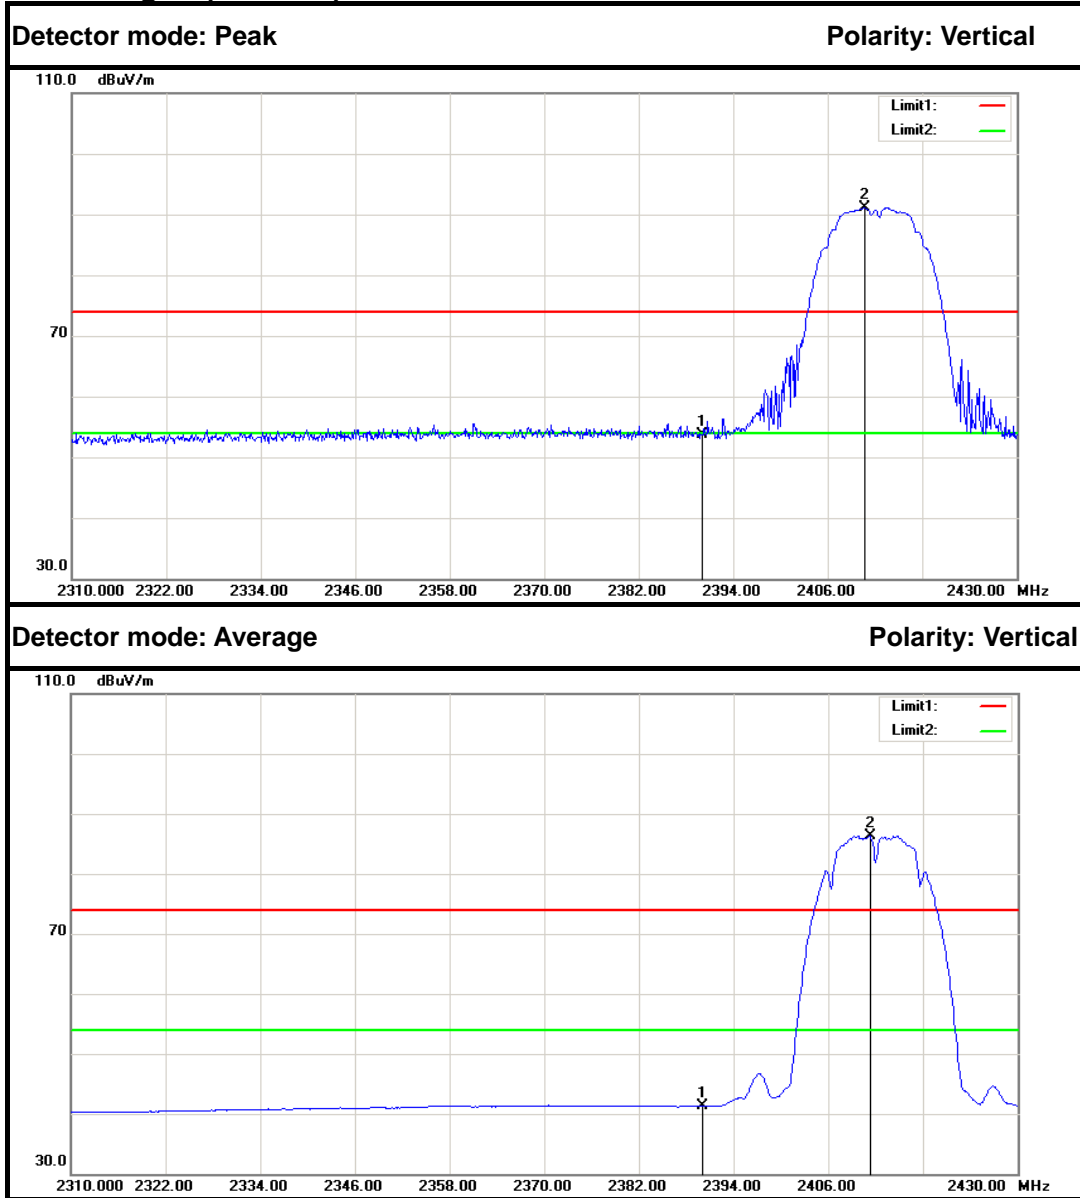 Detector mode: Peak Polarity: Vertical
110.0 dBuV/m
Limit1:
Limit2:
2
70
1
30.0
2310.000 2322.00 2334.00 2346.00 2358.00 2370.00 2382.00 2394.00 2406.00 2430.00 MHz
Detector mode: Average Polarity: Vertical
110.0 dBuV/m
Limit1:
Limit2:
2
70
1
30.0
2310.000 2322.00 2334.00 2346.00 2358.00 2370.00 2382.00 2394.00 2406.00 2430.00 MHz